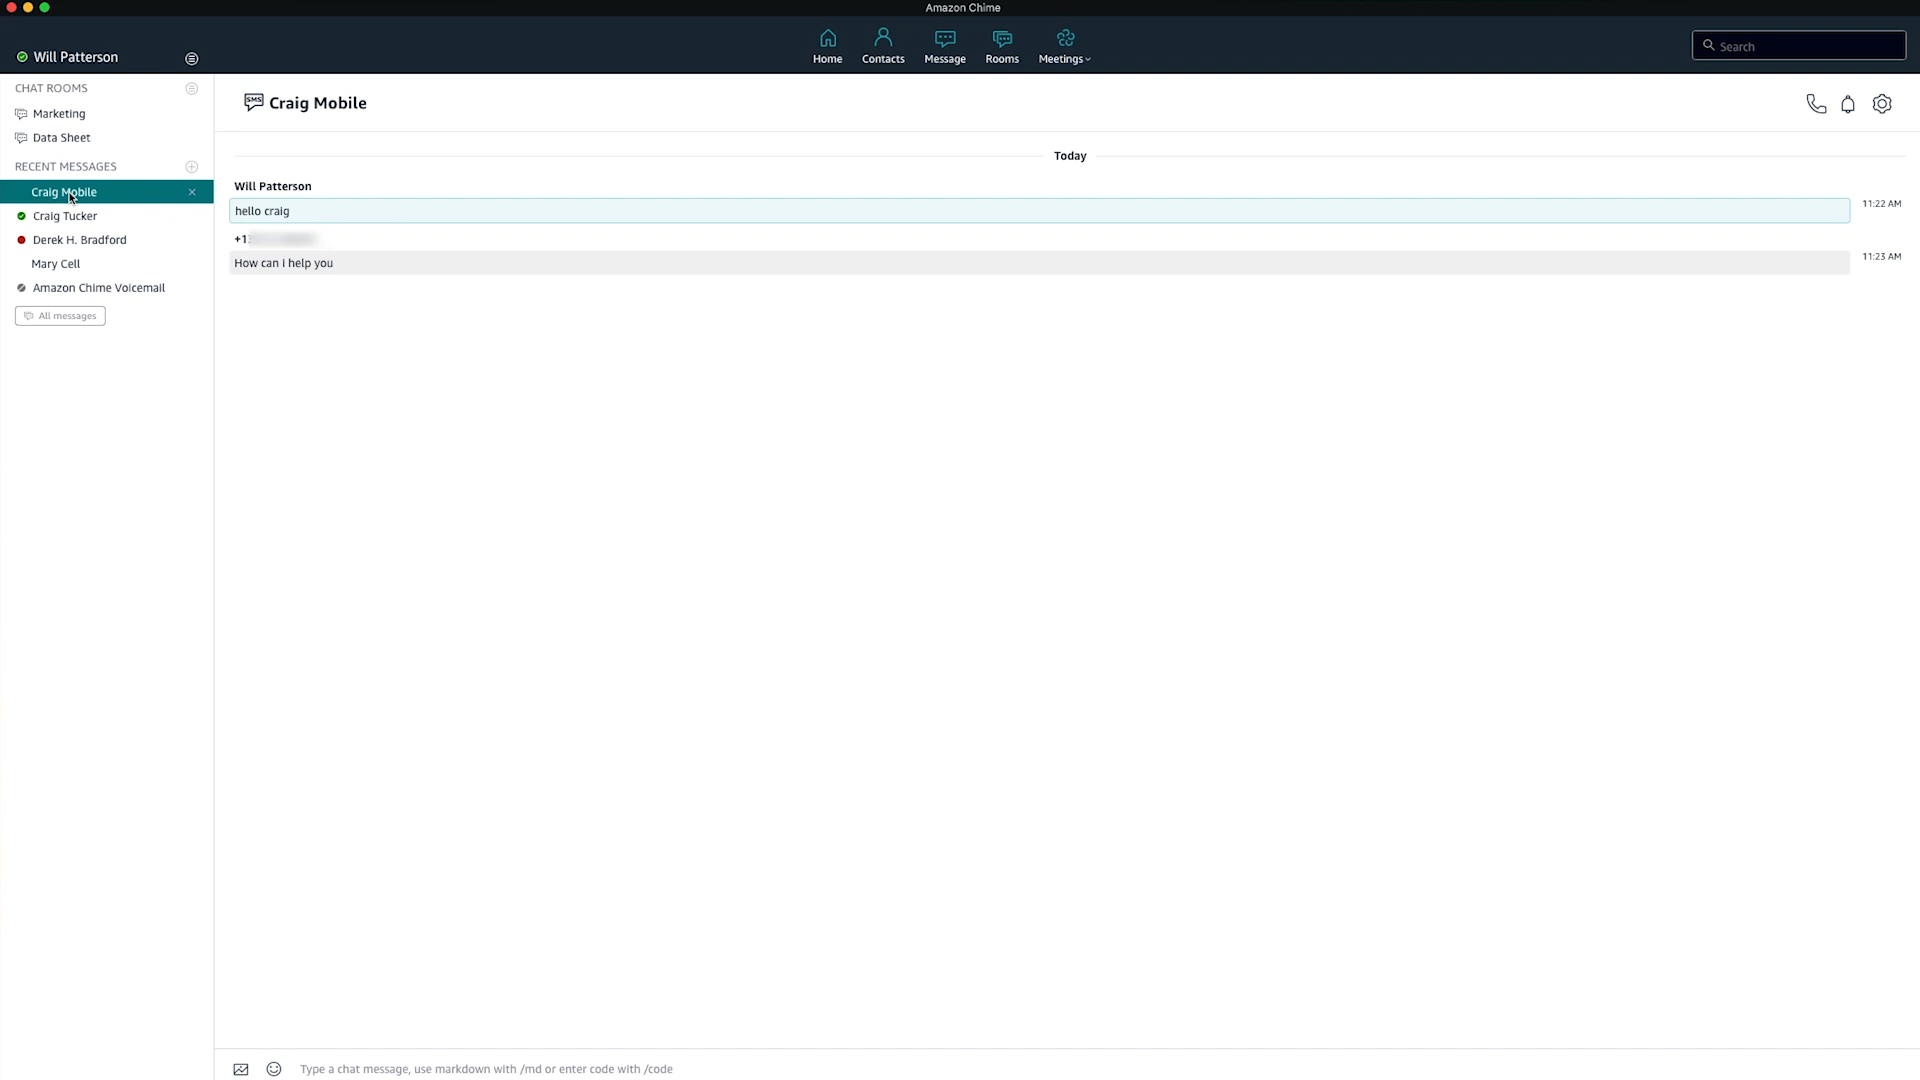 Amazon Chime
Will Patterson
Home
Contacts
Message
Rooms
Meetings
Search
CHAT ROOMS
Marketing
Data Sheet
RECENT MESSAGES
Craig Mobile
Craig Tucker
Derek H. Bradford
Mary Cell
Amazon Chime Voicemail
All messages
SMS
Craig Mobile
Today
Will Patterson
hello craig
11:22 AM
+1
How can i help you
11:23 AM
Type a chat message, use markdown with /md or enter code with /code